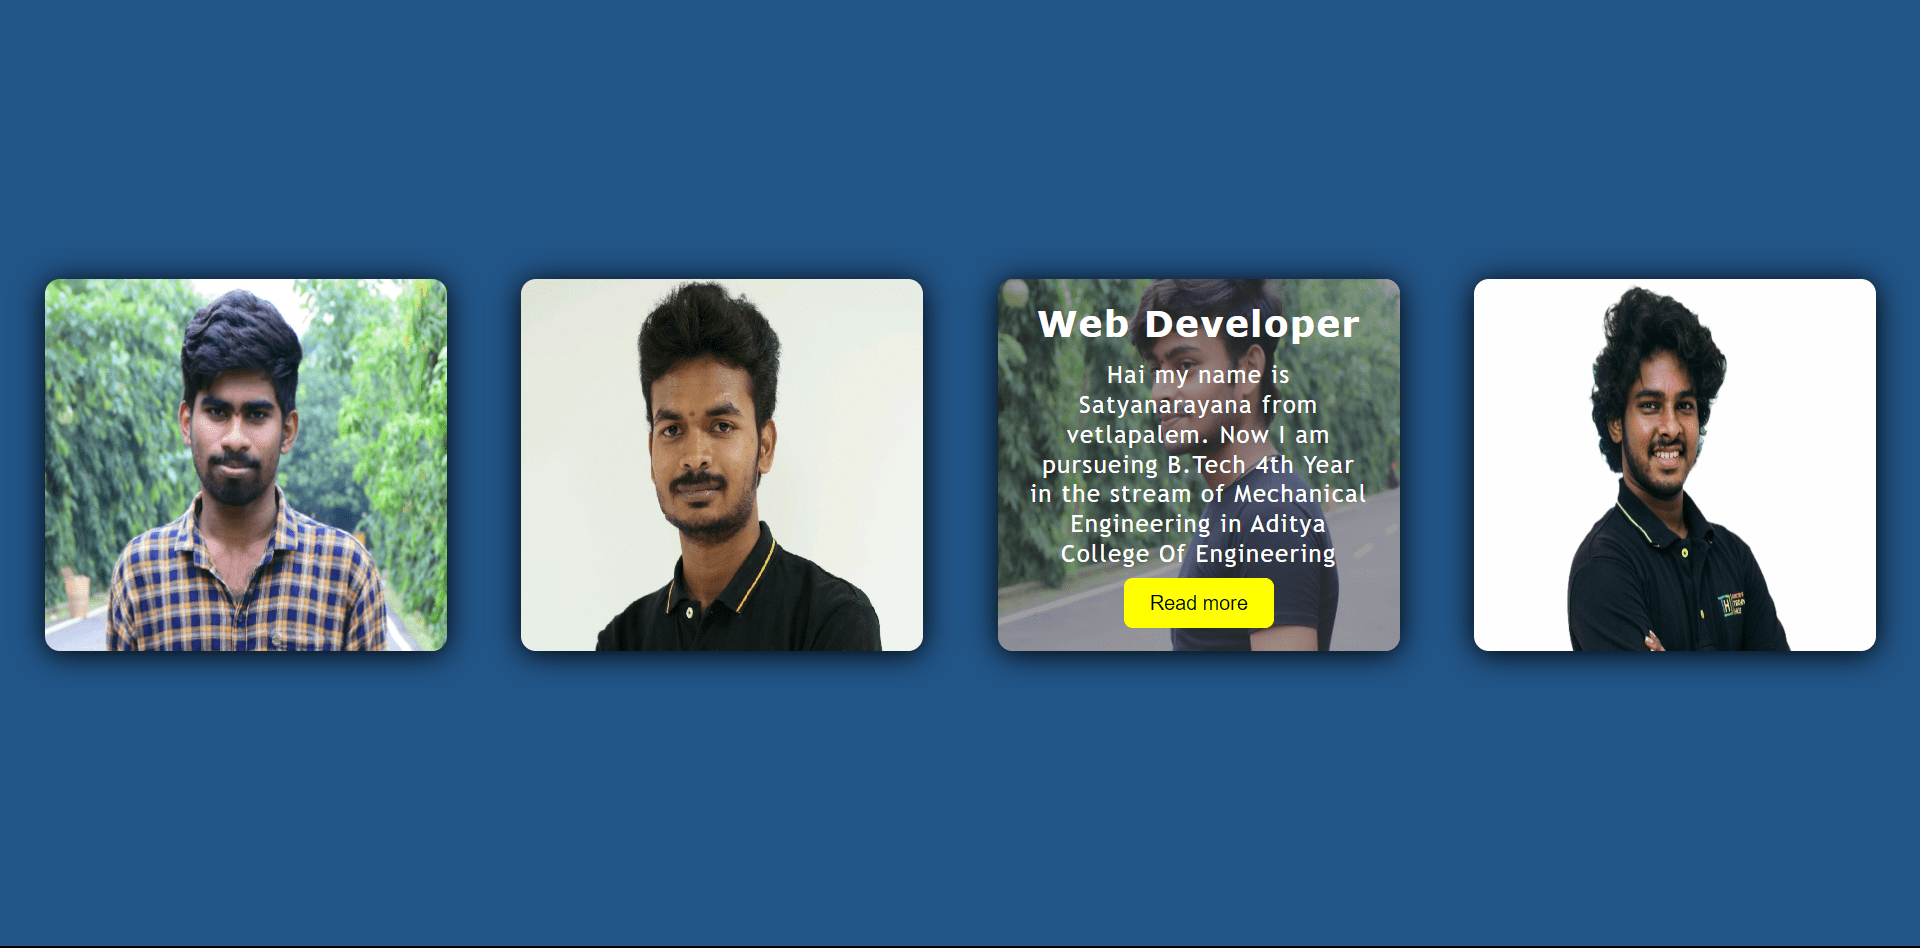 Web Developer
Hai my name is
Satyanarayana from
vetlapalem. Now I am
pursueing B.Tech 4th Year
in the stream of Mechanical
Engineering in Aditya
College Of Engineering
Read more